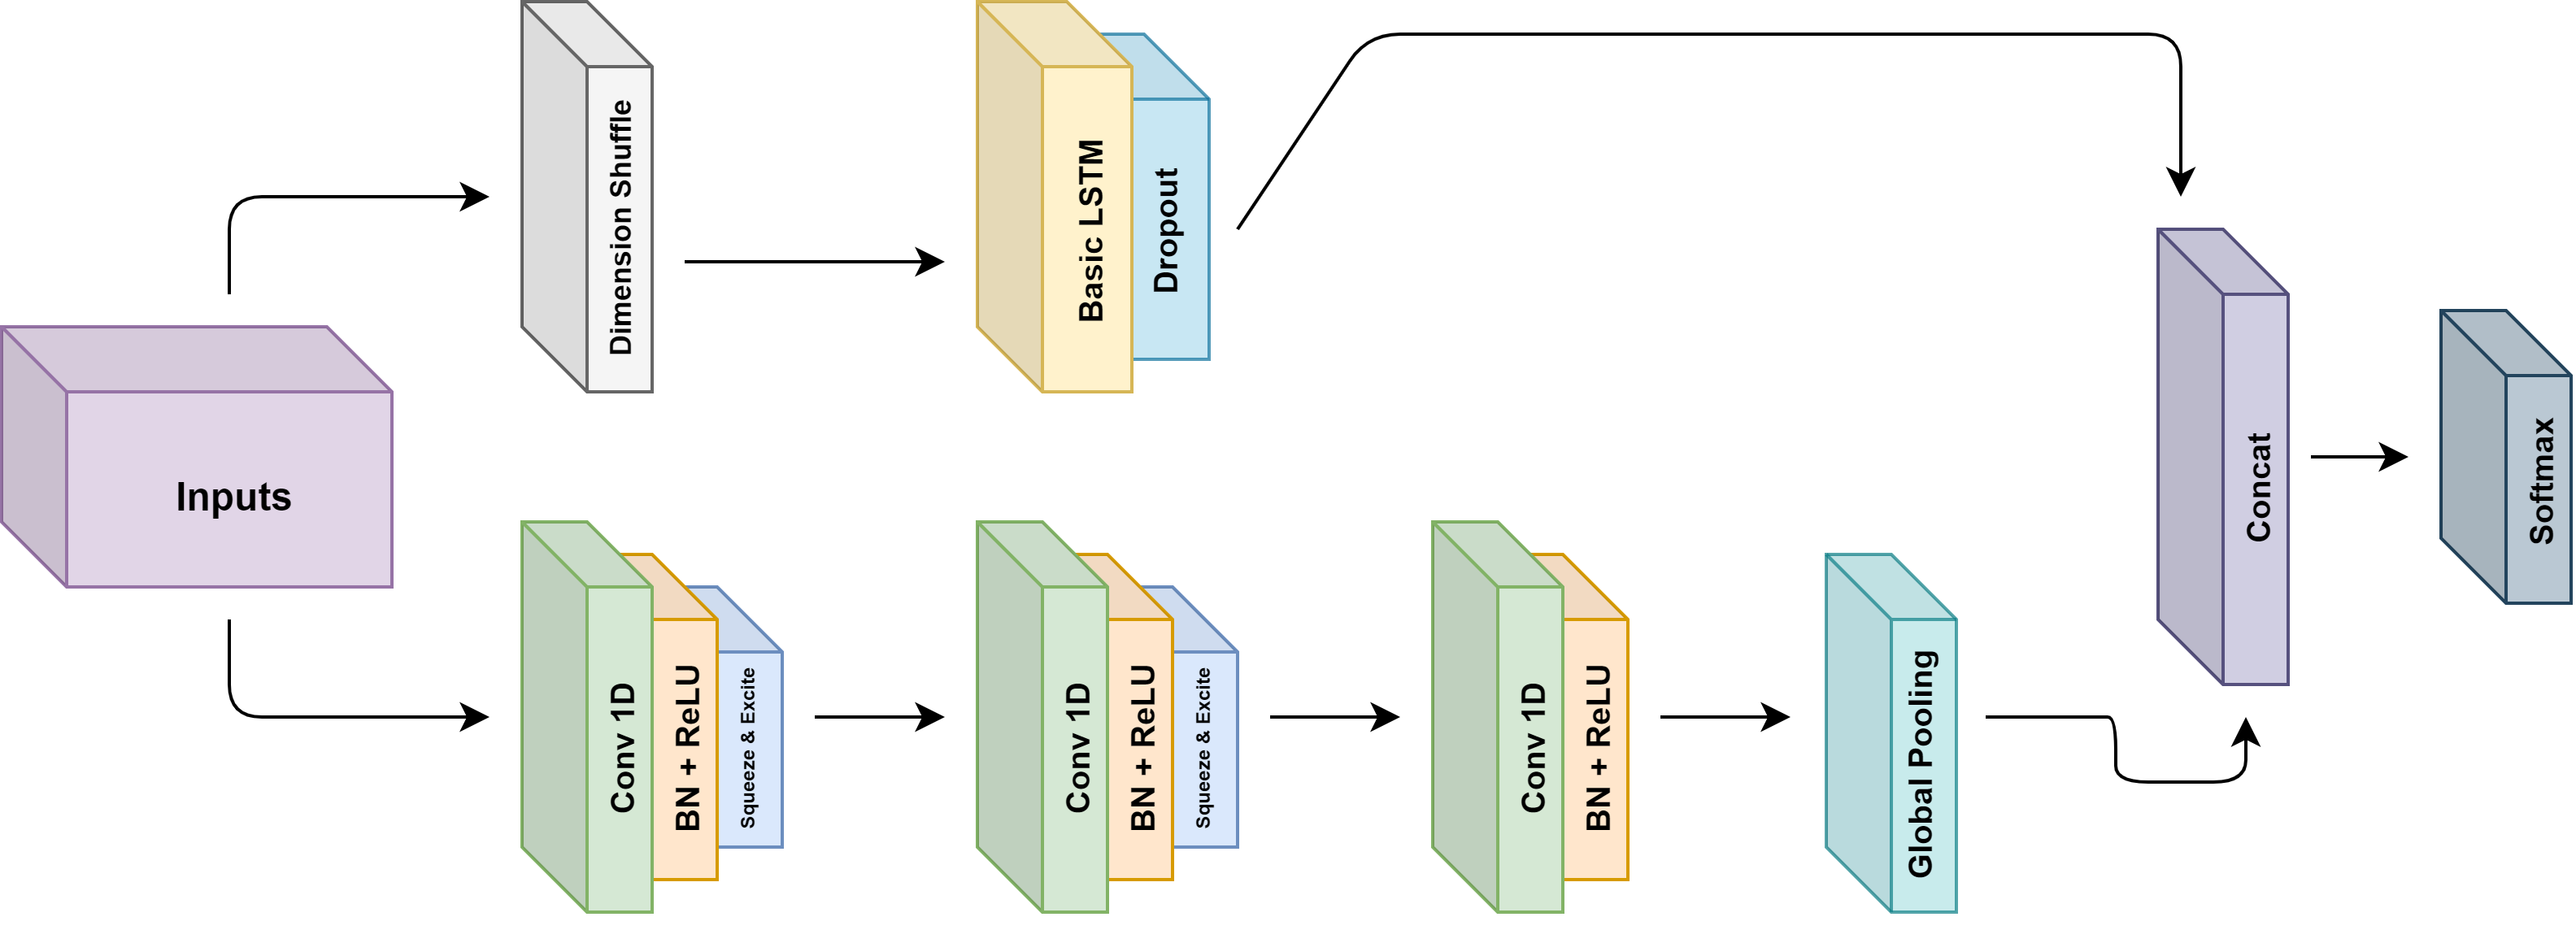 Dimension Shuffle
Basic LSTM
Dropout
Inputs
Conv 1D
BN + ReLU
Squeeze & Excite
Conv 1D
BN + ReLU
Squeeze & Excite
Conv 1D
BN + ReLU
Global Pooling
Concat
Softmax